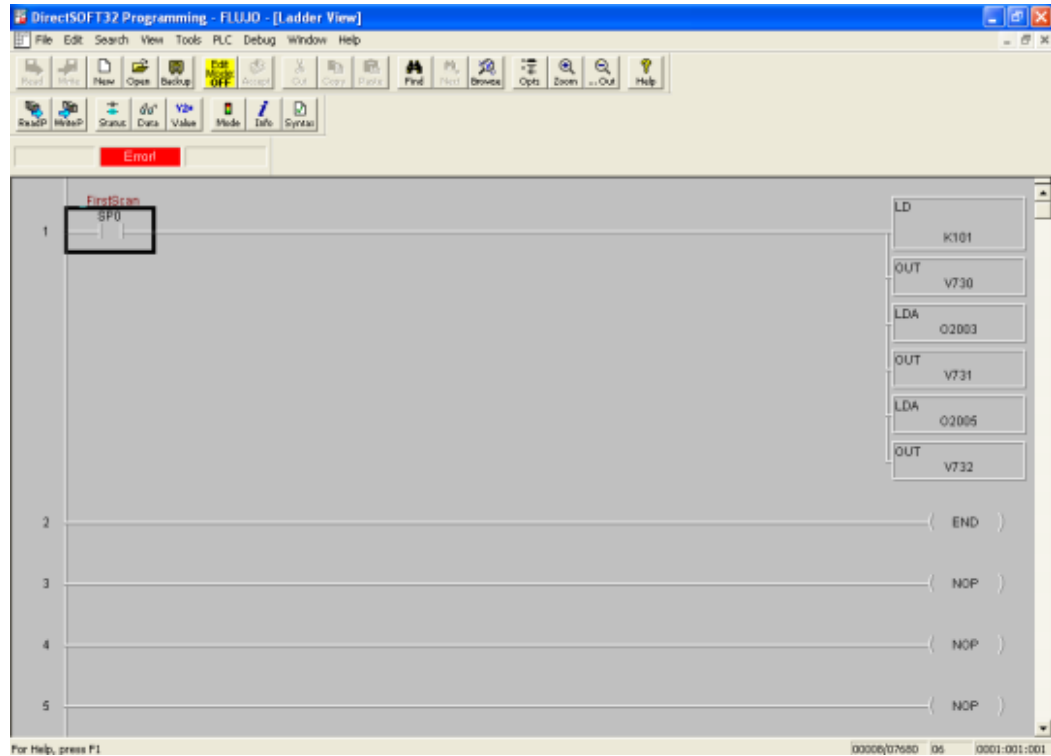 DirectSOFT32 Programming - FLUJO - [Ladder View]
File Edit Search View Tools PLC Debug Window Help
Read Write New Open Backup Edit Mode: OFF Accept Cut Copy Paste Find Next Browse Opts Zoom ...Out Help
ReadP WriteP Status Data Value Mode Info Syntax
Error!
_FirstScan
SP0
1
LD
K101
OUT
V730
LDA
O2003
OUT
V731
LDA
O2005
OUT
V732
2 END
3 NOP
4 NOP
5 NOP
For Help, press F1 00008/07680 06 0001:001:001